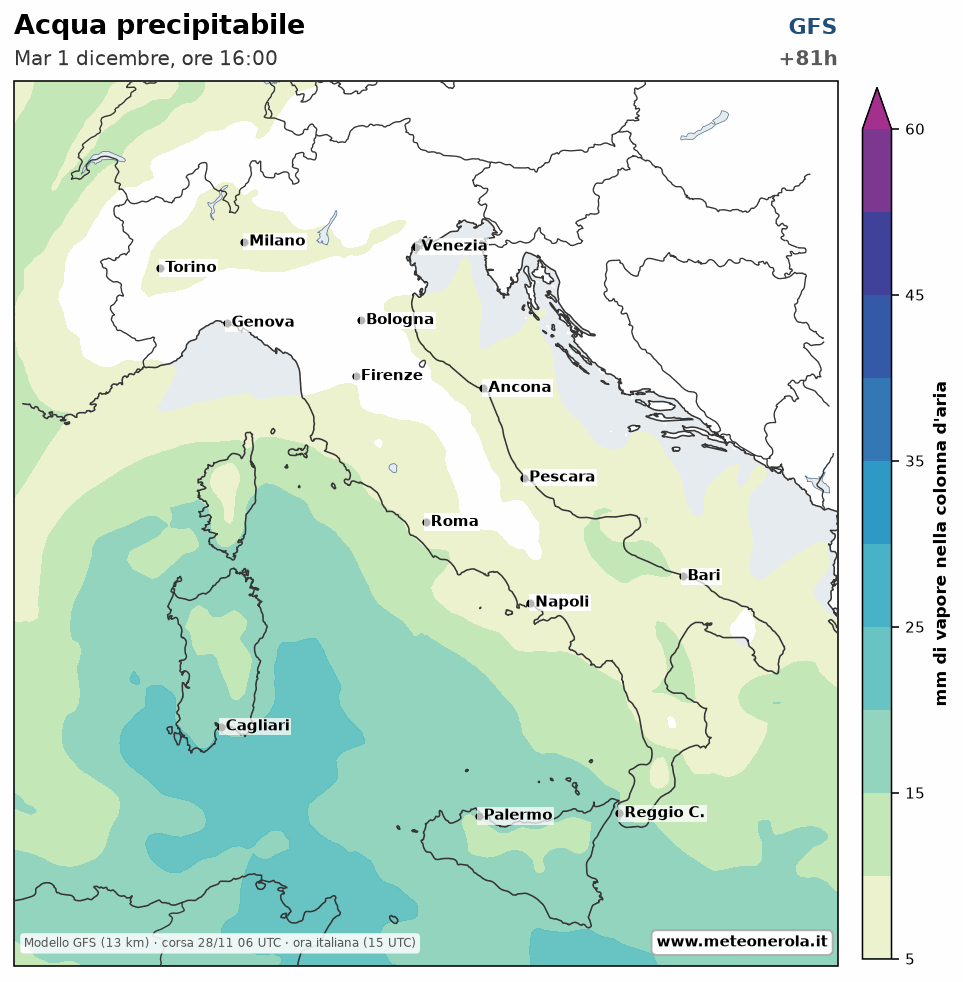 Acqua precipitabile
GFS
Mar 1 dicembre, ore 16:00
+81h
60
45
35
25
15
5
mm di vapore nella colonna d'aria
Milano
Venezia
Torino
Genova
Bologna
Firenze
Ancona
Pescara
Roma
Bari
Napoli
Cagliari
Palermo
Reggio C.
Modello GFS (13 km) · corsa 28/11 06 UTC · ora italiana (15 UTC)
www.meteonerola.it